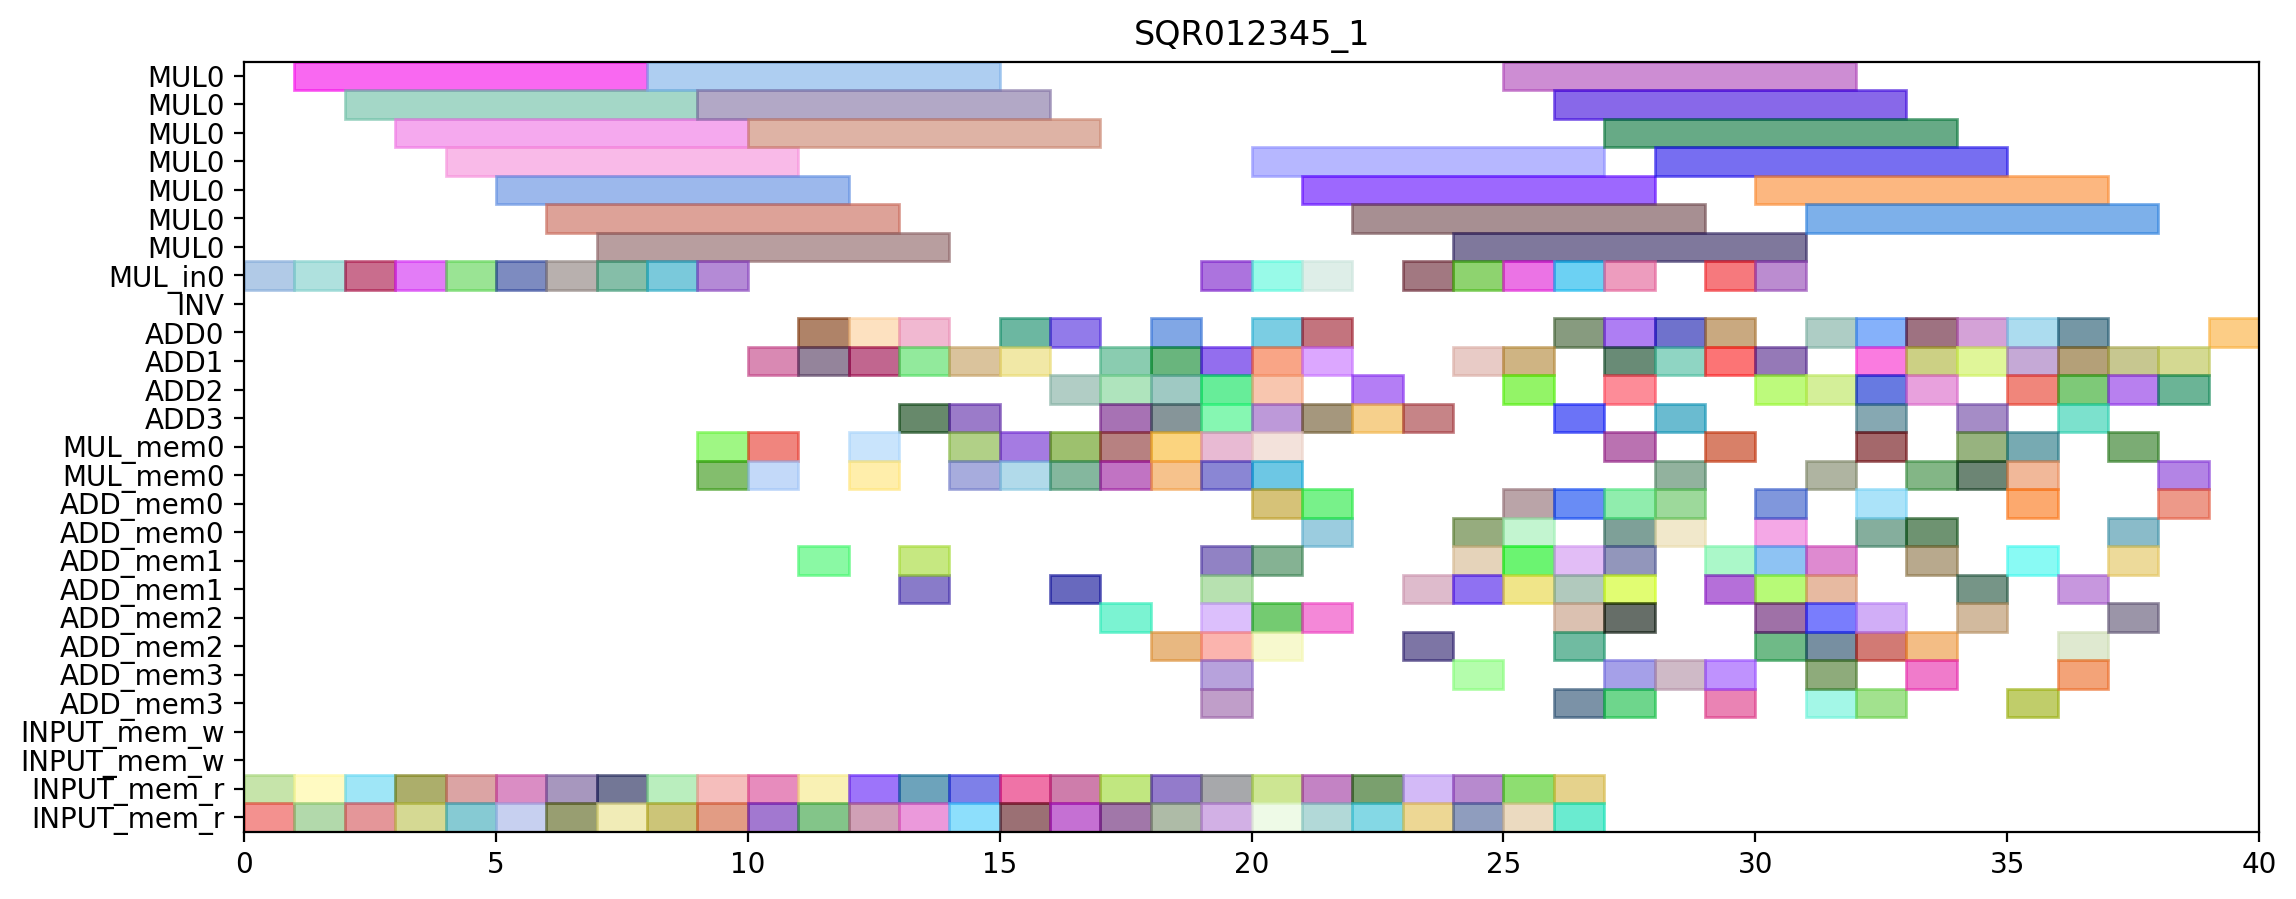 SQR012345_1
MUL0
MUL0
MUL0
MUL0
MUL0
MUL0
MUL0
MUL_in0
INV
ADD0
ADD1
ADD2
ADD3
MUL_mem0
MUL_mem0
ADD_mem0
ADD_mem0
ADD_mem1
ADD_mem1
ADD_mem2
ADD_mem2
ADD_mem3
ADD_mem3
INPUT_mem_w
INPUT_mem_w
INPUT_mem_r
INPUT_mem_r
0 5 10 15 20 25 30 35 40